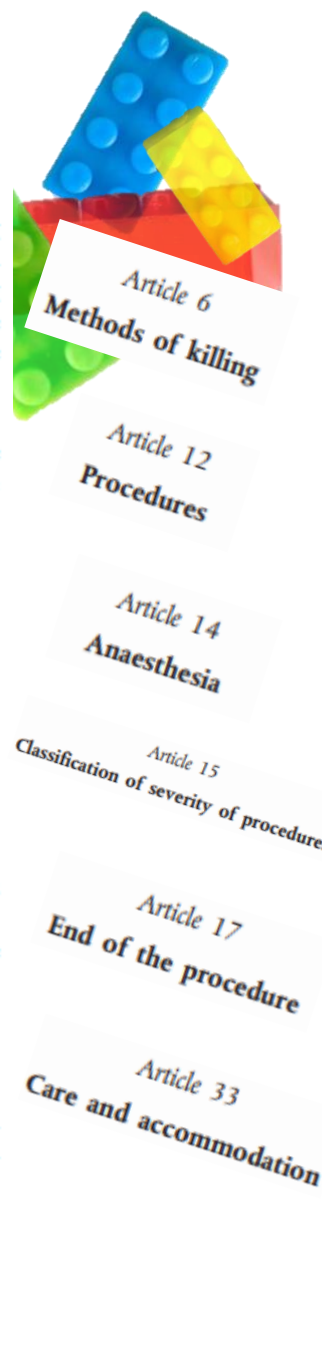 Article 6
Methods of killing
Article 12
Procedures
Article 14
Anaesthesia
Article 15
Classification of severity of procedure
Article 17
End of the procedure
Article 33
Care and accommodation